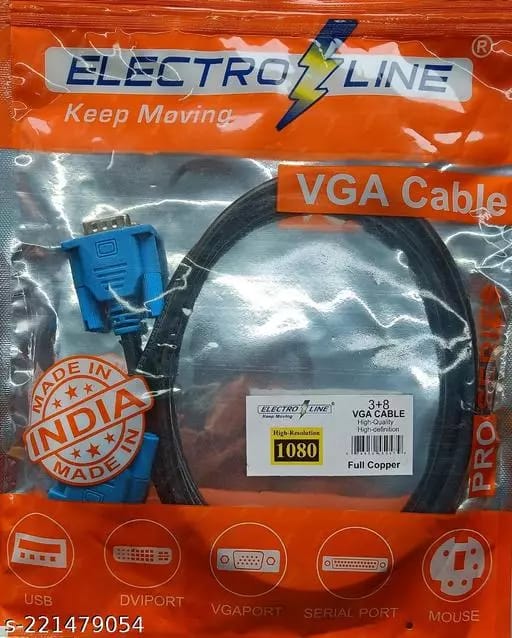 ELECTRO LINE
®
Keep Moving
VGA Cable
PRO SERIES
MADE IN
INDIA
MADE IN
ELECTRO LINE
Keep Moving
3+8
VGA CABLE
High-Quality
High-definition
High-Resolution
1080
Full Copper
USB
DVIPORT
VGAPORT
SERIAL PORT
MOUSE
s-221479054